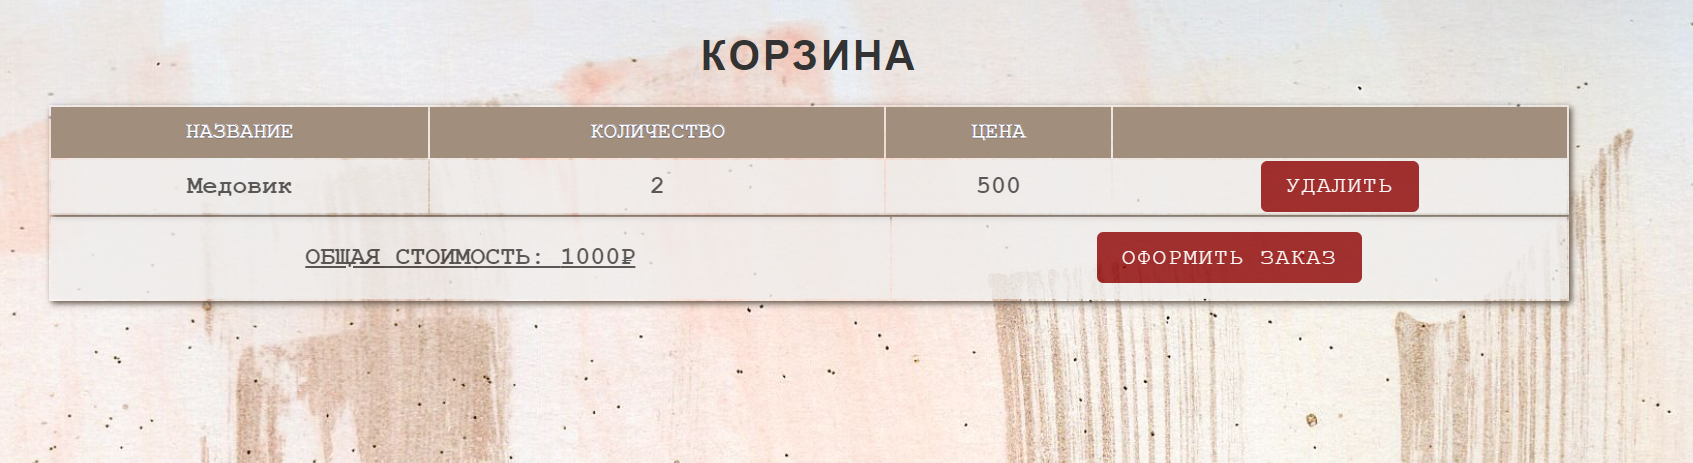 КОРЗИНА
НАЗВАНИЕ КОЛИЧЕСТВО ЦЕНА
Медовик 2 500 УДАЛИТЬ
ОБЩАЯ СТОИМОСТЬ: 1000₽ ОФОРМИТЬ ЗАКАЗ